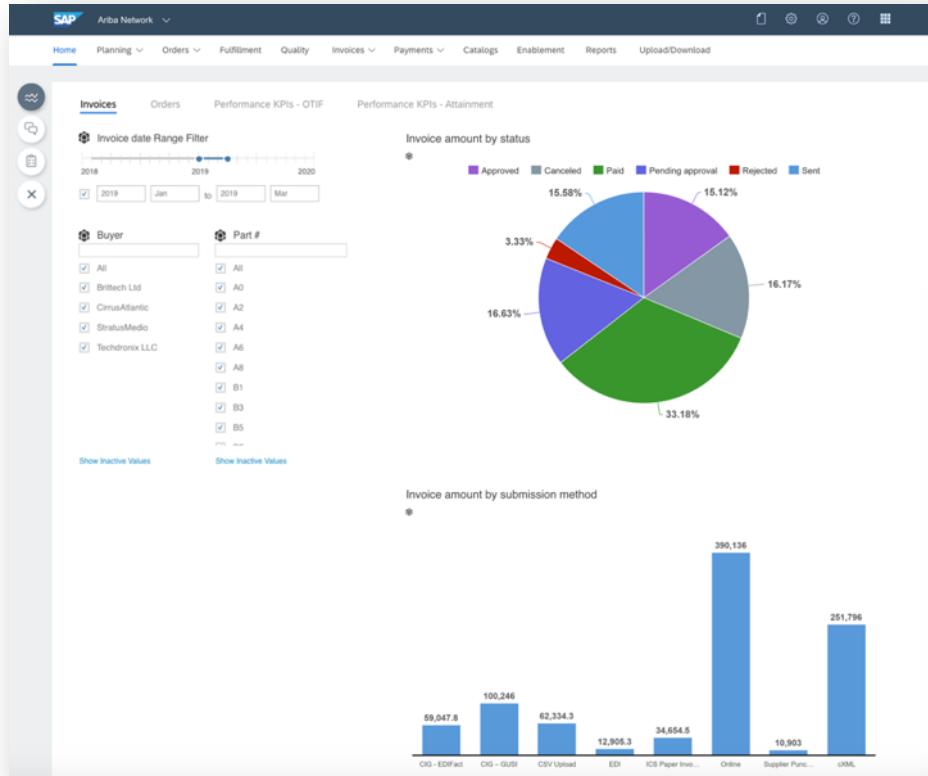 SAP Ariba Network
Home Planning Orders Fulfillment Quality Invoices Payments Catalogs Enablement Reports Upload/Download
Invoices Orders Performance KPIs - OTIF Performance KPIs - Attainment
Invoice date Range Filter
2018 2019 2020
2019 Jan to 2019 Mar
Buyer
All
Brittech Ltd
CirrusAtlantic
StratusMedio
Techdronix LLC
Show Inactive Values
Part #
All
A0
A2
A4
A6
A8
B1
B3
B5
Show Inactive Values
Invoice amount by status
Approved Canceled Paid Pending approval Rejected Sent
15.58% 15.12%
3.33%
16.17%
16.63%
33.18%
Invoice amount by submission method
390,136
251,796
100,246
59,047.8 62,334.3
34,654.5
12,905.3 10,903
CIG - EDIFact CIG – GUSI CSV Upload EDI ICS Paper Invo... Online Supplier Punc... cXML